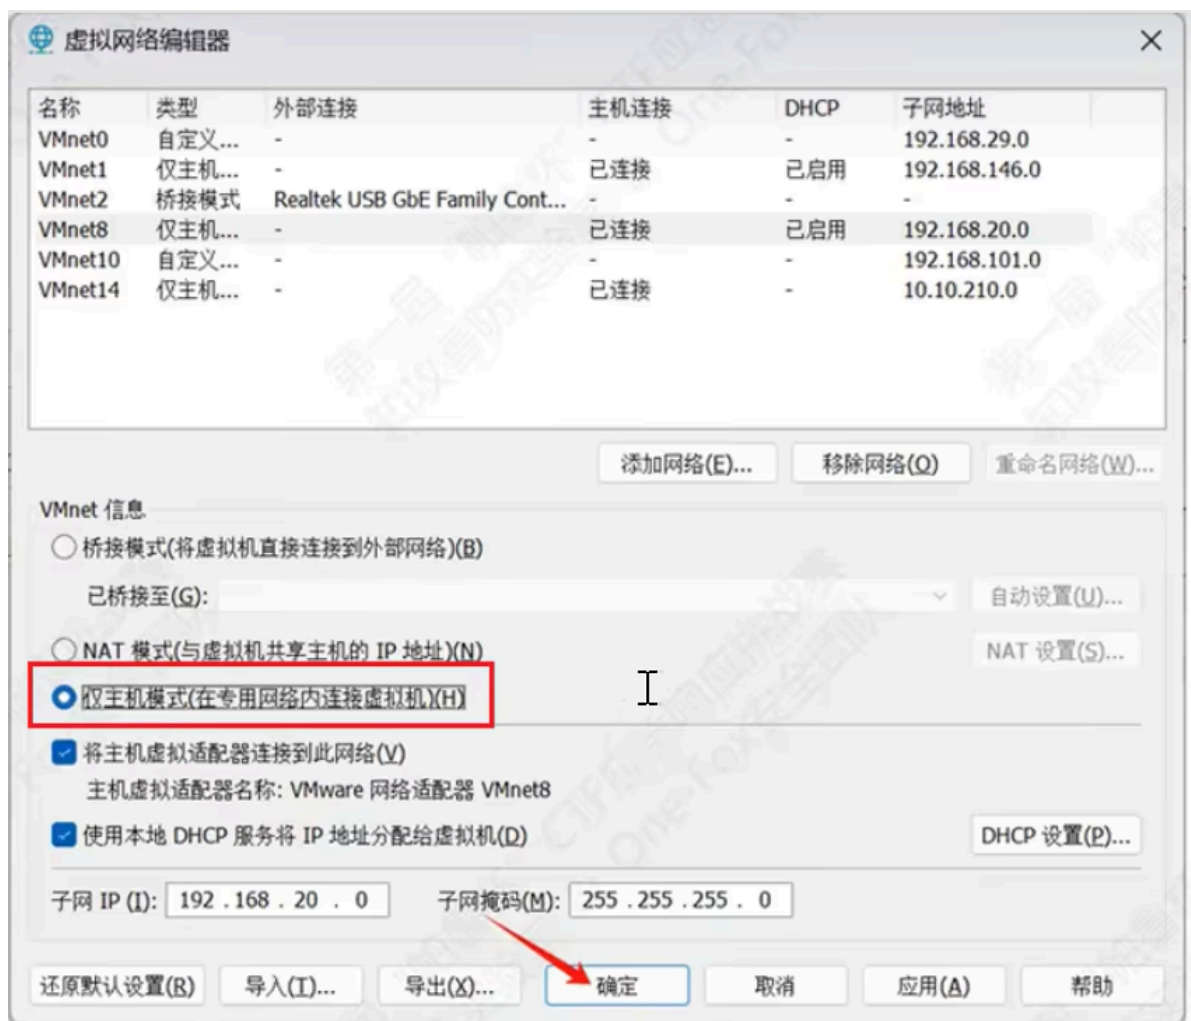 虚拟网络编辑器
名称 类型 外部连接 主机连接 DHCP 子网地址
VMnet0 自定义... - - - 192.168.29.0
VMnet1 仅主机... - 已连接 已启用 192.168.146.0
VMnet2 桥接模式 Realtek USB GbE Family Cont... - - -
VMnet8 仅主机... - 已连接 已启用 192.168.20.0
VMnet10 自定义... - - - 192.168.101.0
VMnet14 仅主机... - 已连接 - 10.10.210.0
添加网络(E)... 移除网络(O) 重命名网络(W)...
VMnet 信息
桥接模式(将虚拟机直接连接到外部网络)(B)
已桥接至(G): 自动设置(U)...
NAT 模式(与虚拟机共享主机的 IP 地址)(N) NAT 设置(S)...
仅主机模式(在专用网络内连接虚拟机)(H)
将主机虚拟适配器连接到此网络(V)
主机虚拟适配器名称: VMware 网络适配器 VMnet8
使用本地 DHCP 服务将 IP 地址分配给虚拟机(D) DHCP 设置(P)...
子网 IP (I): 192 . 168 . 20 . 0 子网掩码(M): 255 . 255 . 255 . 0
还原默认设置(R) 导入(T)... 导出(X)... 确定 取消 应用(A) 帮助